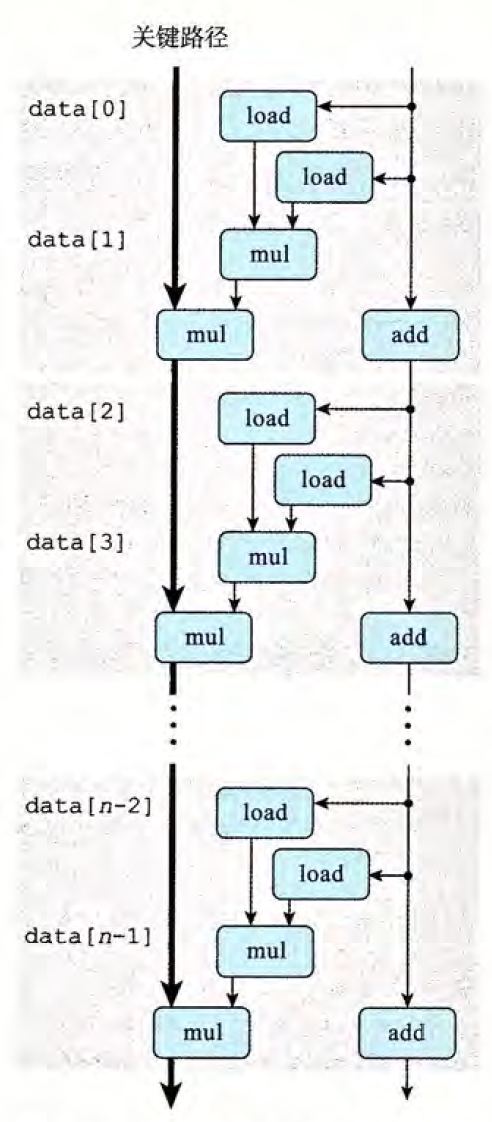 关键路径
data[0]
load
load
data[1]
mul
mul
add
data[2]
load
load
data[3]
mul
mul
add
data[n-2]
load
load
data[n-1]
mul
mul
add